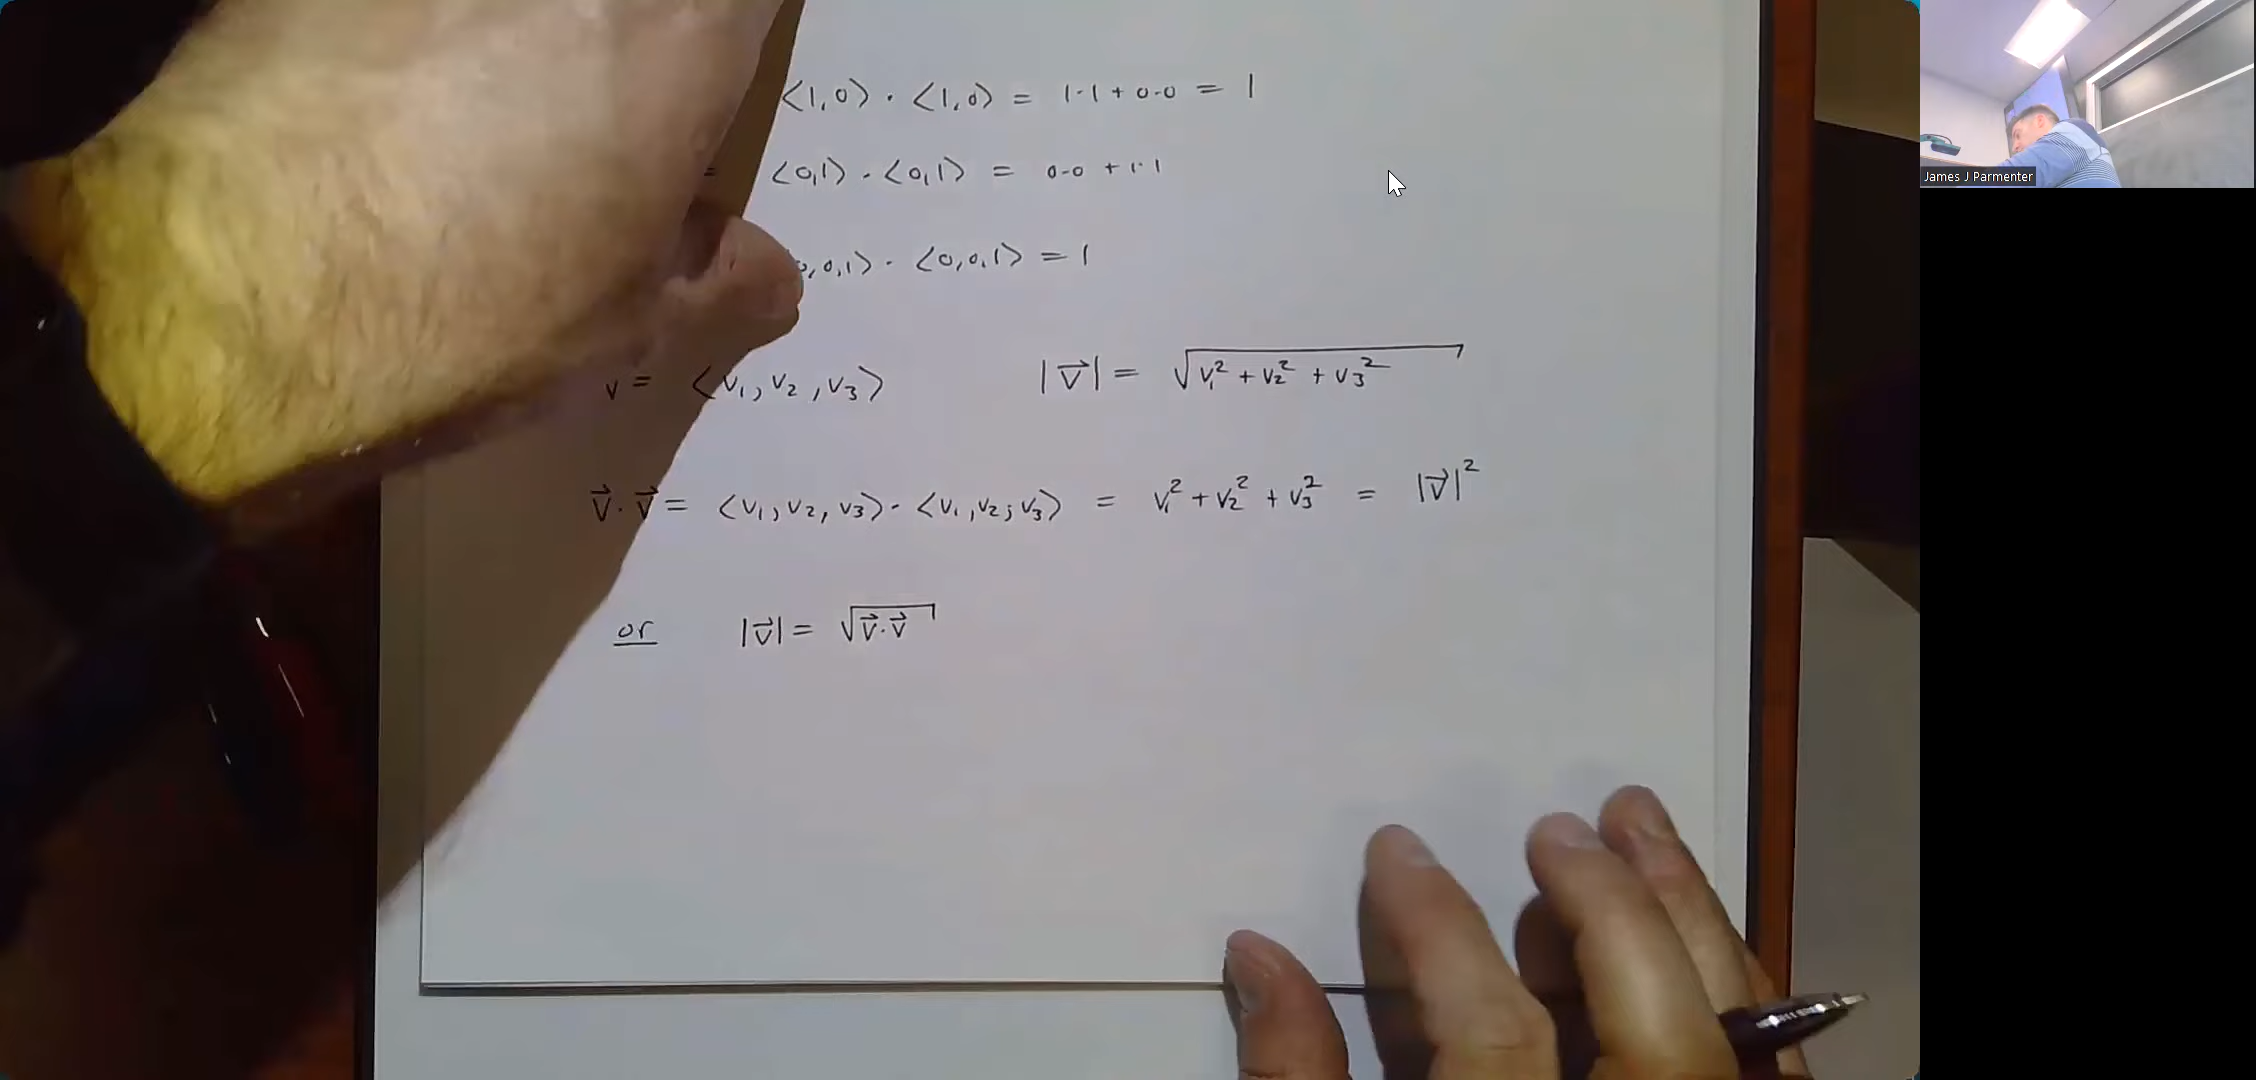 ⟨1,0⟩ · ⟨1,0⟩ = 1·1 + 0·0 = 1
= ⟨0,1⟩ · ⟨0,1⟩ = 0·0 + 1·1
0,0,1⟩ · ⟨0,0,1⟩ = 1
v = ⟨v₁, v₂, v₃⟩ |v⃗| = √(v₁² + v₂² + v₃²)
v⃗·v⃗ = ⟨v₁, v₂, v₃⟩ · ⟨v₁, v₂, v₃⟩ = v₁² + v₂² + v₃² = |v⃗|²
or |v⃗| = √(v⃗·v⃗)
James J Parmenter